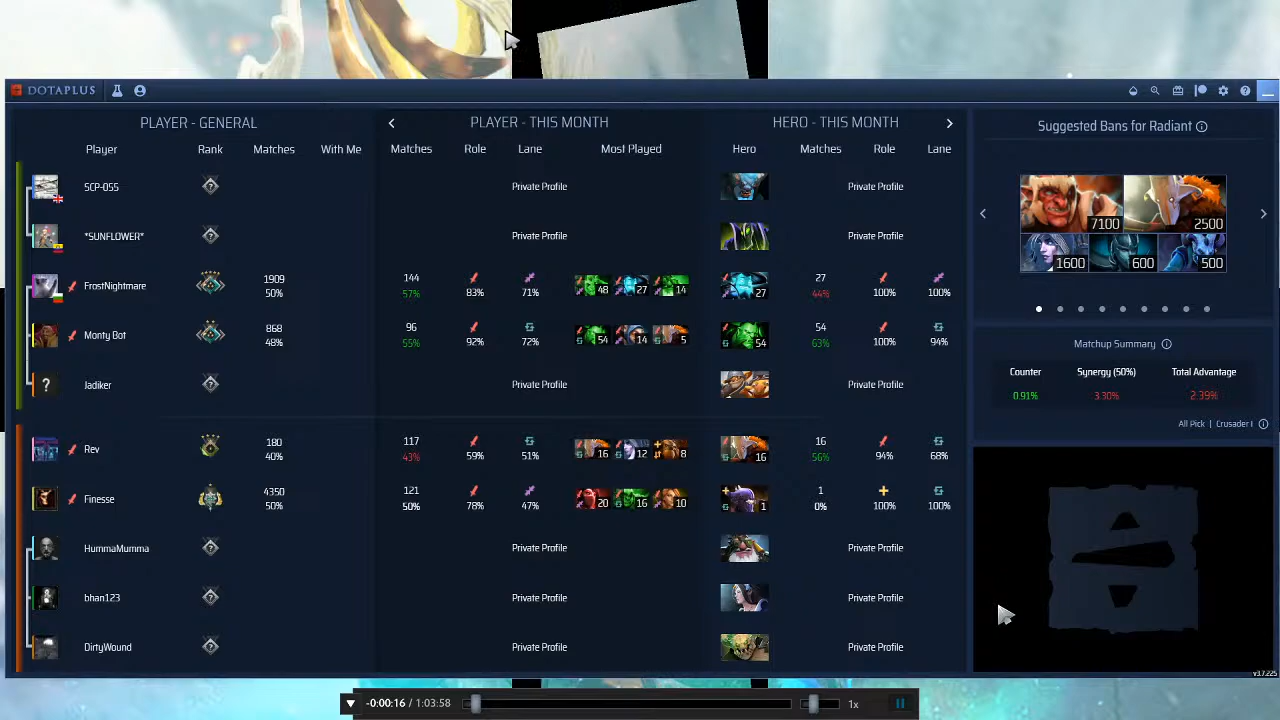 DOTAPLUS
PLAYER - GENERAL PLAYER - THIS MONTH HERO - THIS MONTH
Player Rank Matches With Me Matches Role Lane Most Played Hero Matches Role Lane
SCP-055 Private Profile Private Profile
*SUNFLOWER* Private Profile Private Profile
FrostNightmare 1909 144 48 27 14 27 27
50% 57% 83% 71% 44% 100% 100%
Monty Bot 868 96 54 14 5 54 54
48% 55% 92% 72% 63% 100% 94%
? Jadiker Private Profile Private Profile
Rev 180 117 16 12 8 16 16
40% 43% 59% 51% 56% 94% 68%
Finesse 4350 121 20 16 10 1 1
50% 50% 78% 47% 0% 100% 100%
HummaMumma Private Profile Private Profile
bhan123 Private Profile Private Profile
DirtyWound Private Profile Private Profile
Suggested Bans for Radiant
7100 2500
1600 600 500
Matchup Summary
Counter Synergy (50%) Total Advantage
0.91% 3.30% 2.39%
All Pick | Crusader I
v3.7.225
-0:00:16 / 1:03:58 1x